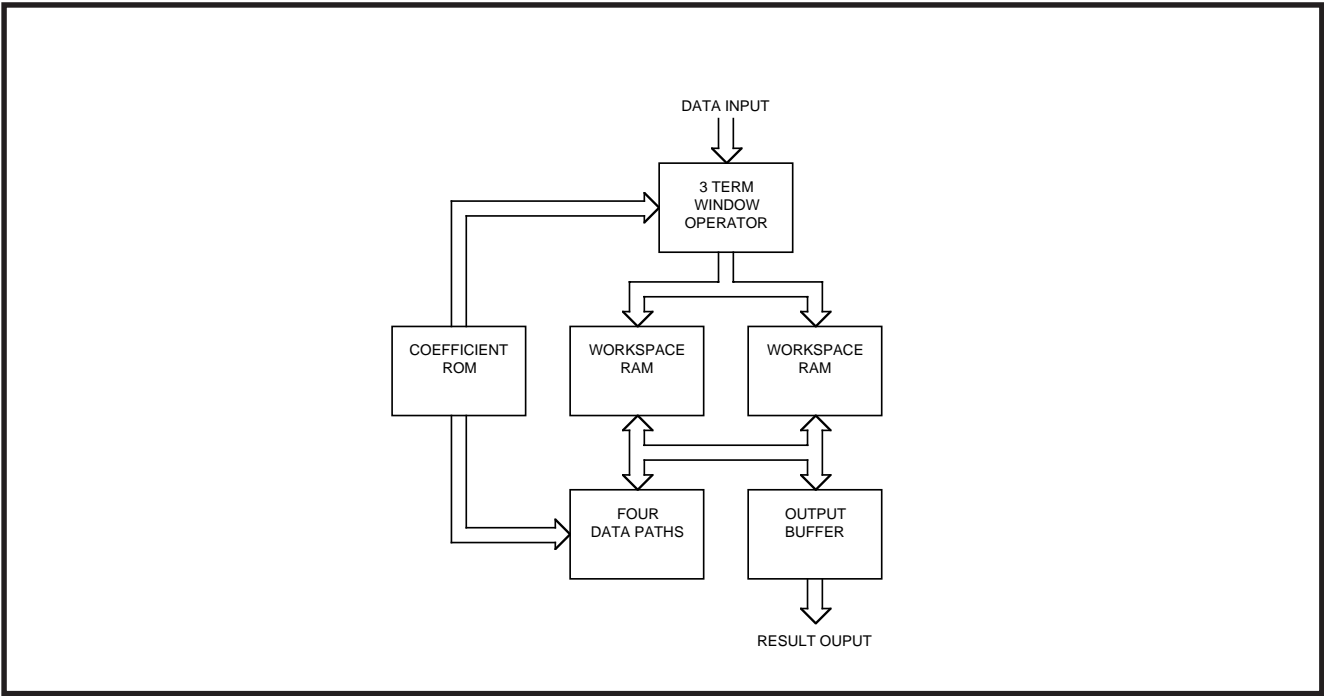 DATA INPUT
3 TERM
WINDOW
OPERATOR
COEFFICIENT
ROM
WORKSPACE
RAM
WORKSPACE
RAM
FOUR
DATA PATHS
OUTPUT
BUFFER
RESULT OUPUT